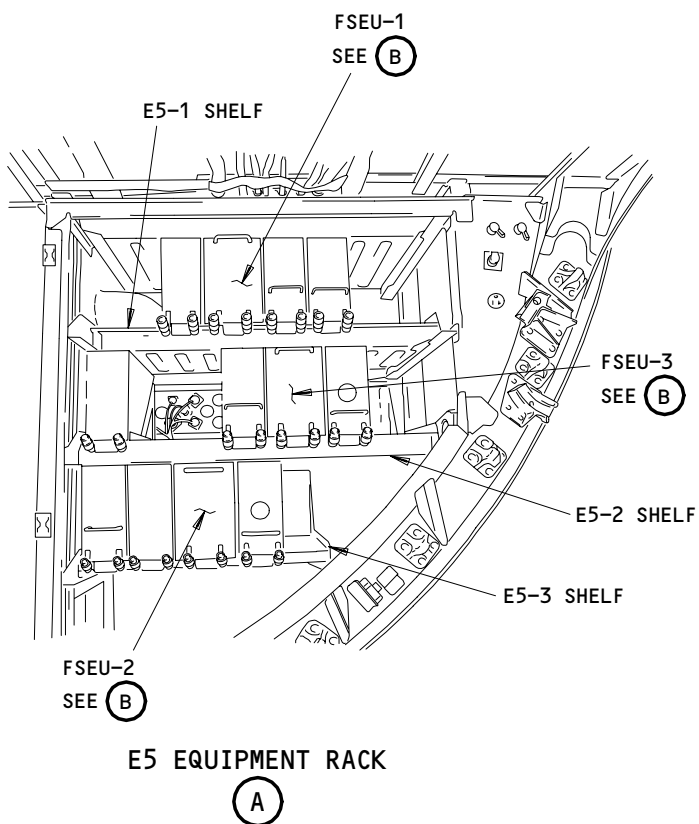 FSEU-1
SEE B
E5-1 SHELF
FSEU-3
SEE B
E5-2 SHELF
E5-3 SHELF
FSEU-2
SEE B
E5 EQUIPMENT RACK
A